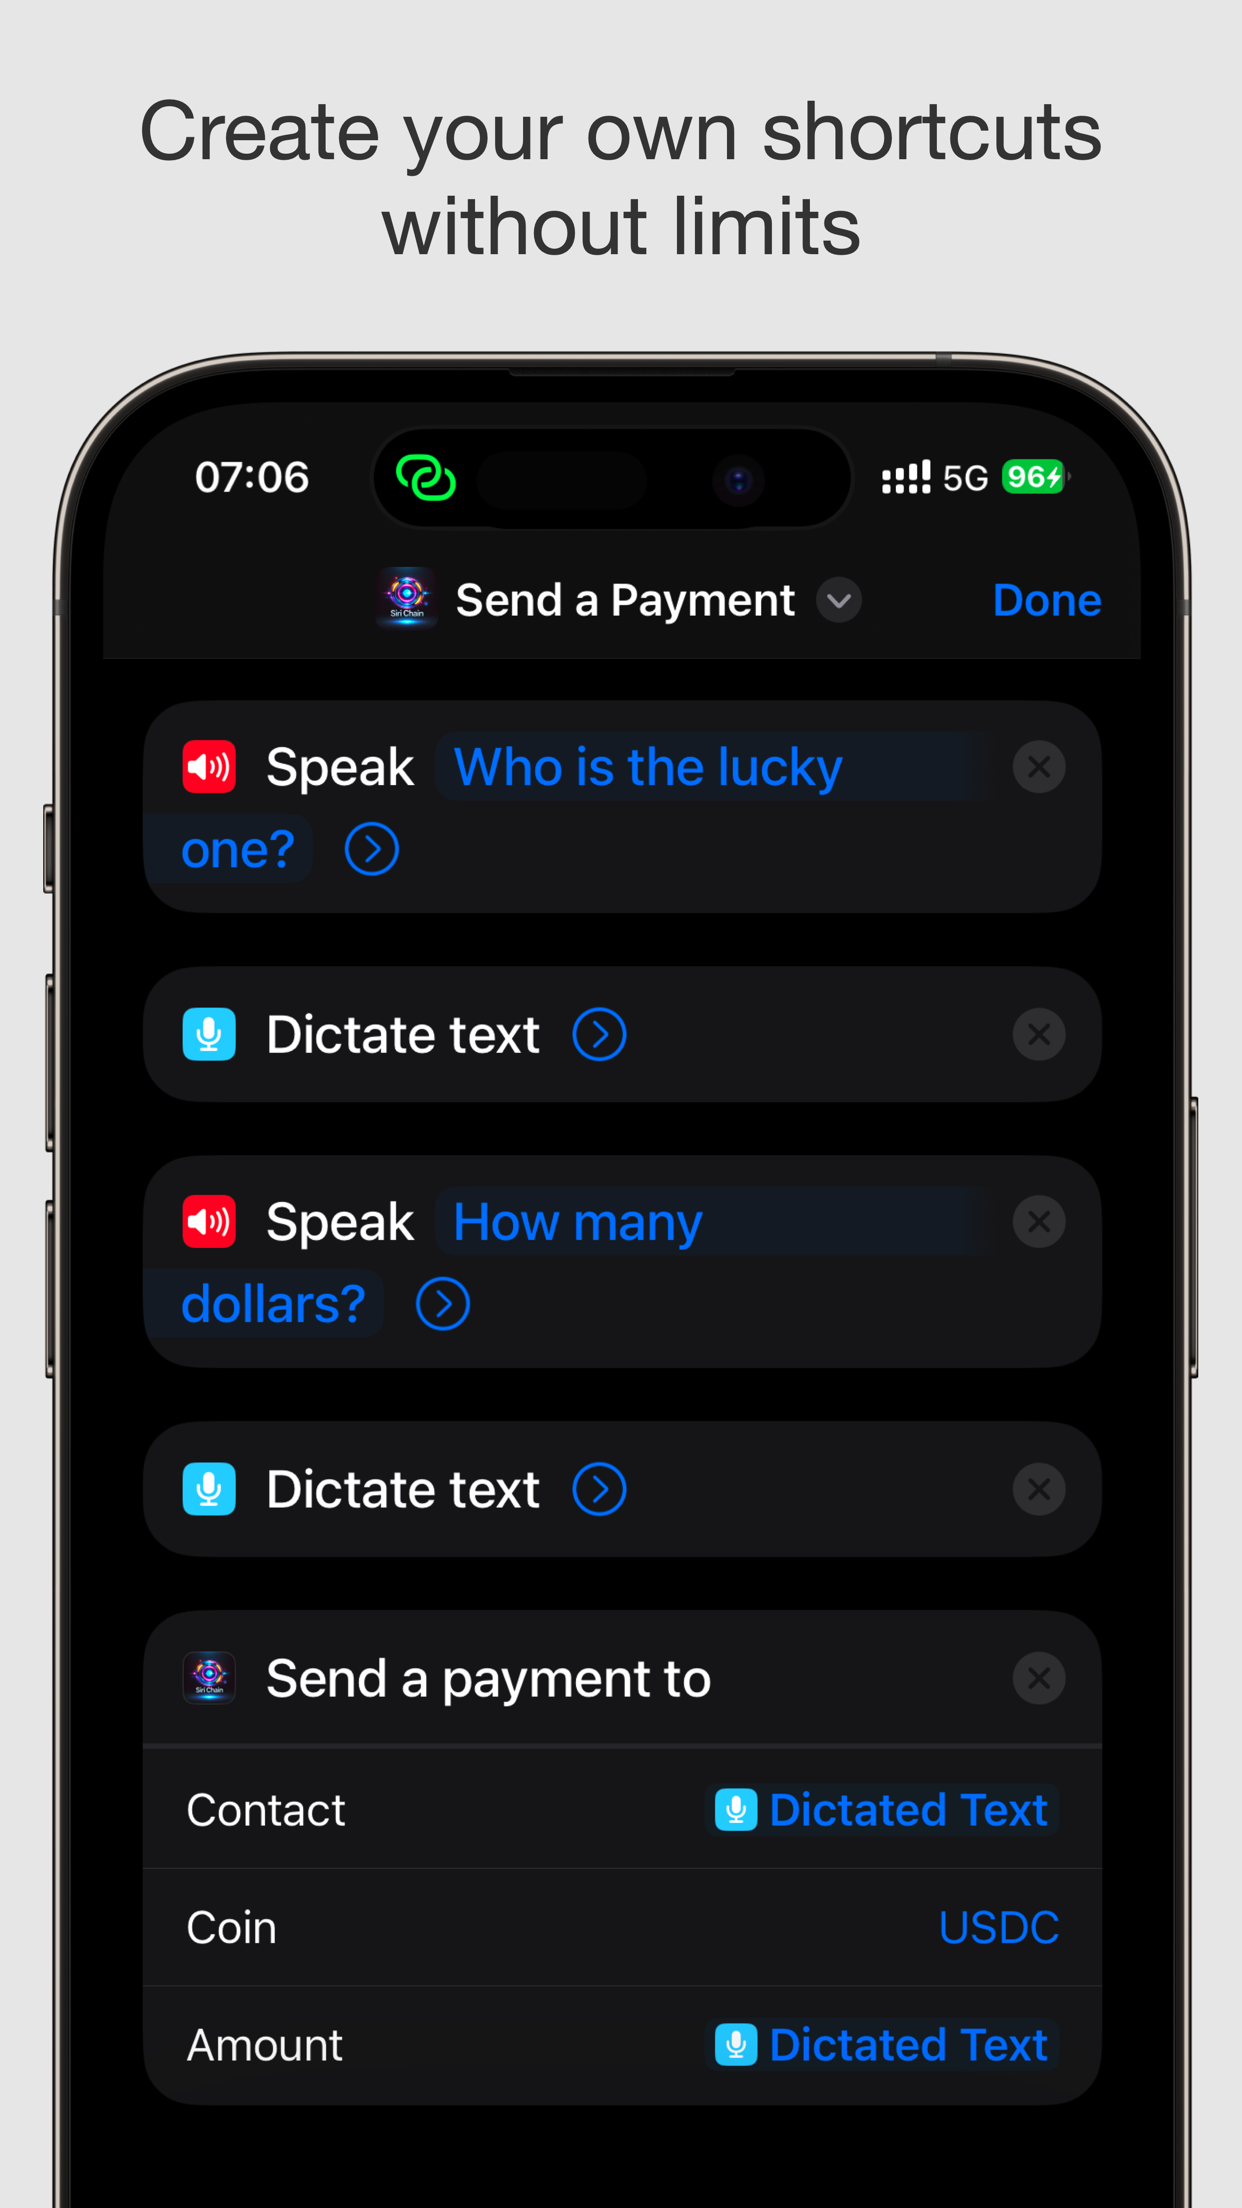 Create your own shortcuts
without limits
07:06
5G
96
Siri Chain
Send a Payment
Done
Speak Who is the lucky
one?
Dictate text
Speak How many
dollars?
Dictate text
Siri Chain
Send a payment to
Contact
Dictated Text
Coin
USDC
Amount
Dictated Text